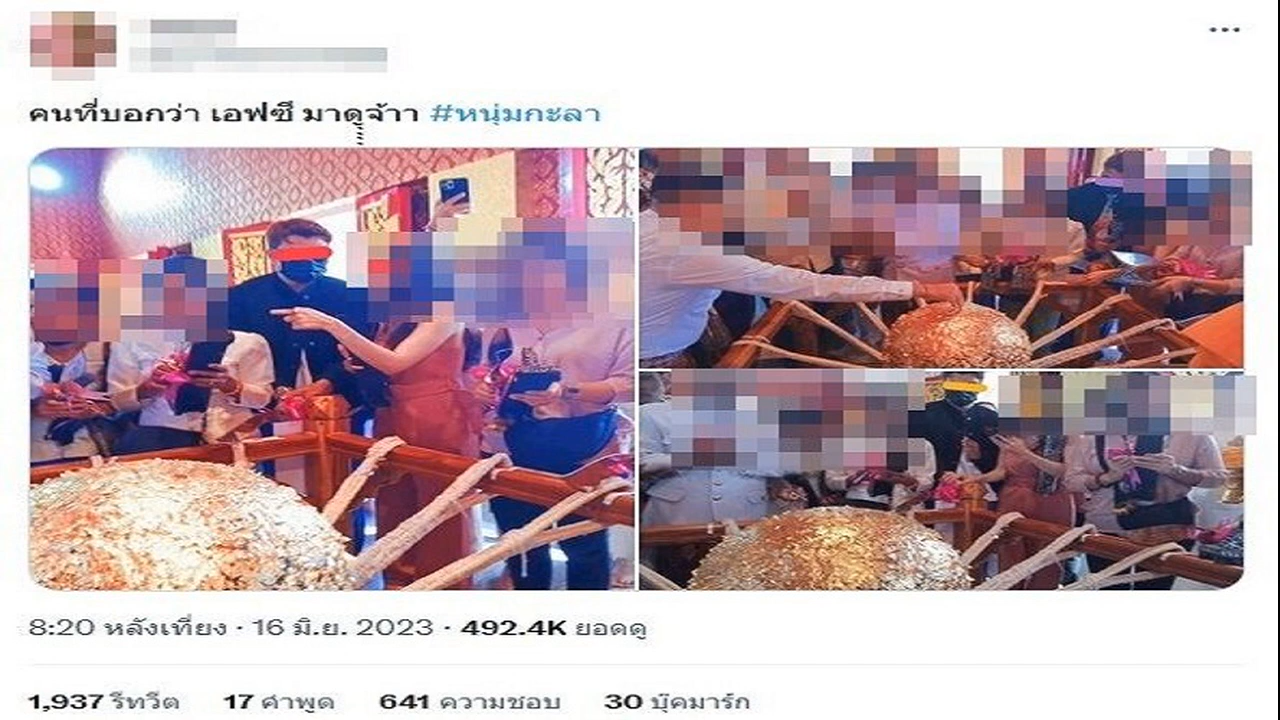 คนที่บอกว่า เอฟซี มาดูจ้าา #หนุ่มกะลา
8:20 หลังเที่ยง · 16 มิ.ย. 2023 · 492.4K ยอดดู
1,937 รีทวีต 17 คำพูด 641 ความชอบ 30 บุ๊คมาร์ก